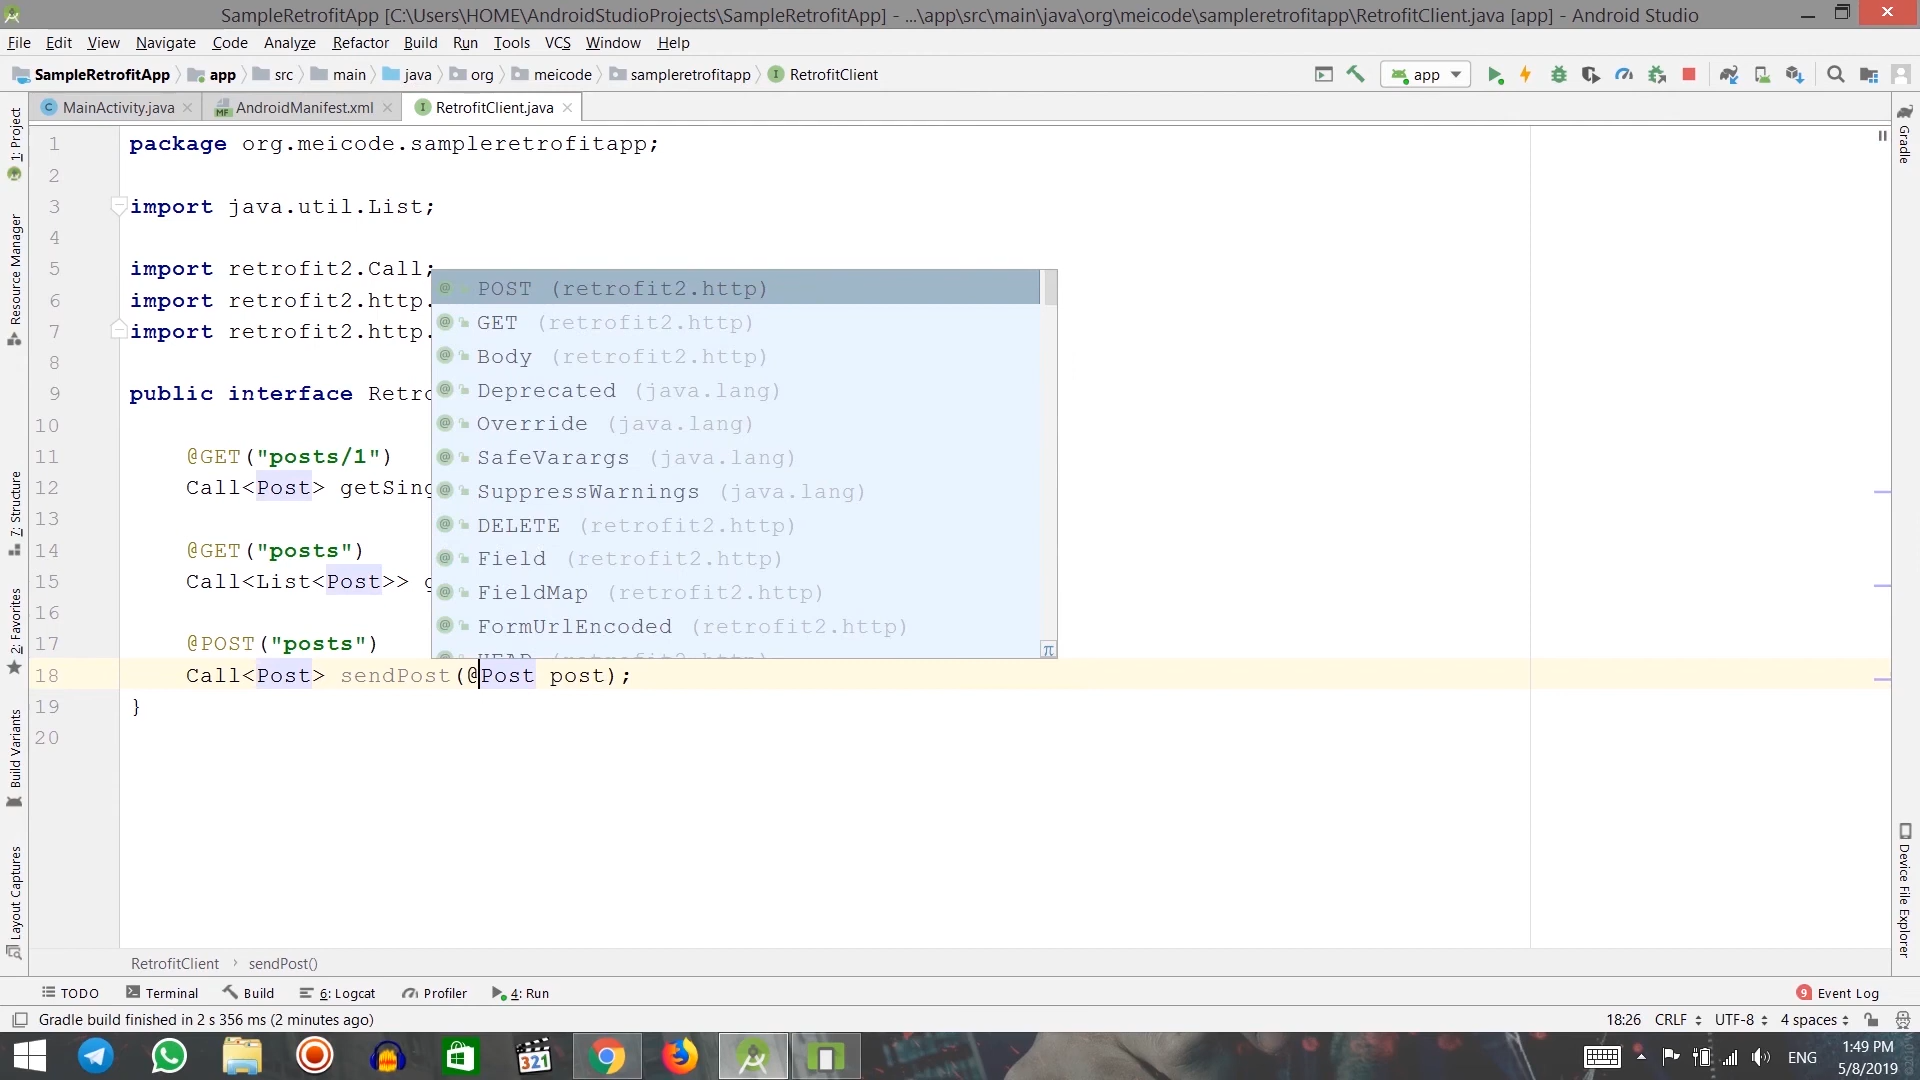 SampleRetrofitApp [C:\Users\HOME\AndroidStudioProjects\SampleRetrofitApp] - ...\app\src\main\java\org\meicode\sampleretrofitapp\RetrofitClient.java [app] - Android Studio
File Edit View Navigate Code Analyze Refactor Build Run Tools VCS Window Help
SampleRetrofitApp app src main java org meicode sampleretrofitapp RetrofitClient app
MainActivity.java AndroidManifest.xml RetrofitClient.java
1 package org.meicode.sampleretrofitapp;
2
3 import java.util.List;
4
5 import retrofit2.Call;
6 import retrofit2.http.
7 import retrofit2.http.
8
9 public interface Retro
10
11 @GET("posts/1")
12 Call<Post> getSing
13
14 @GET("posts")
15 Call<List<Post>> g
16
17 @POST("posts")
18 Call<Post> sendPost(@Post post);
19 }
20
POST (retrofit2.http)
GET (retrofit2.http)
Body (retrofit2.http)
Deprecated (java.lang)
Override (java.lang)
SafeVarargs (java.lang)
SuppressWarnings (java.lang)
DELETE (retrofit2.http)
Field (retrofit2.http)
FieldMap (retrofit2.http)
FormUrlEncoded (retrofit2.http)
HEAD (retrofit2.http)
π
1: Project
Resource Manager
7: Structure
2: Favorites
Build Variants
Layout Captures
Gradle
Device File Explorer
RetrofitClient › sendPost()
TODO Terminal Build 6: Logcat Profiler 4: Run 9 Event Log
Gradle build finished in 2 s 356 ms (2 minutes ago) 18:26 CRLF UTF-8 4 spaces
321 ENG 1:49 PM
5/8/2019